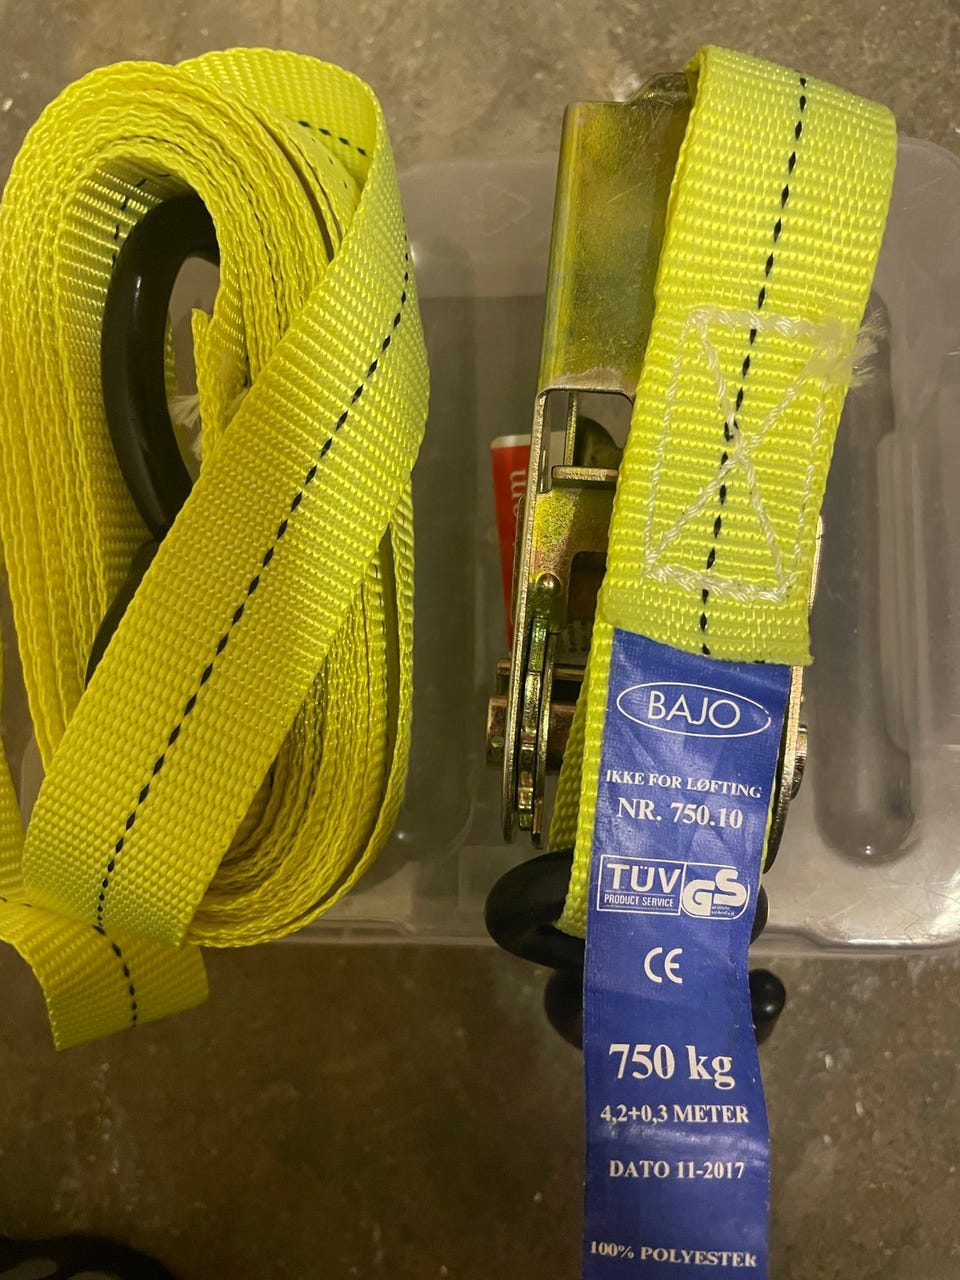 BAJO
IKKE FOR LØFTING
NR. 750.10
TÜV
PRODUCT SERVICE
GS
CE
750 kg
4,2+0,3 METER
DATO 11-2017
100% POLYESTER